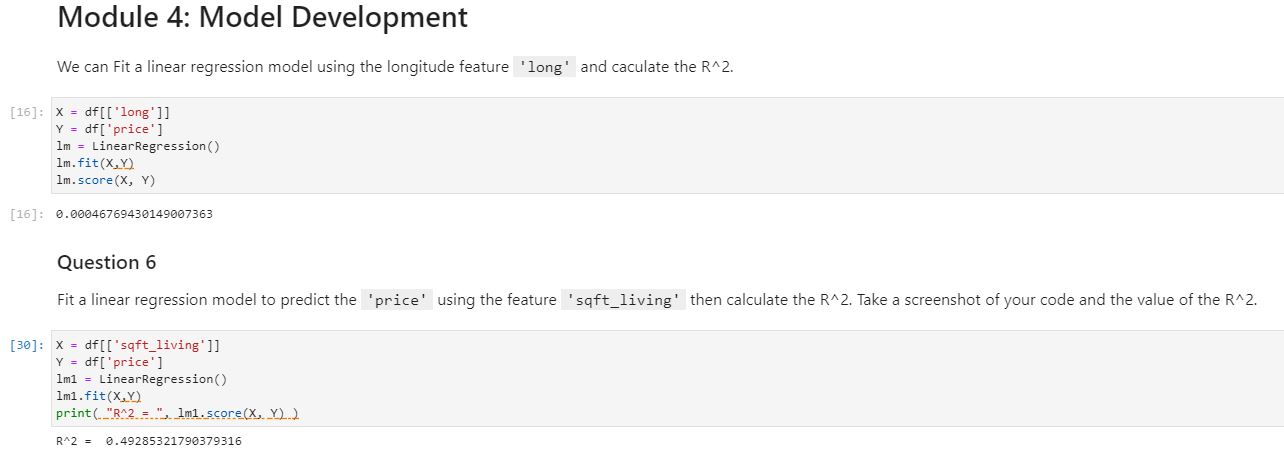 Module 4: Model Development
We can Fit a linear regression model using the longitude feature 'long' and caculate the R^2.
[16]: X = df[['long']]
Y = df['price']
lm = LinearRegression()
lm.fit(X,Y)
lm.score(X, Y)
[16]: 0.00046769430149007363
Question 6
Fit a linear regression model to predict the 'price' using the feature 'sqft_living' then calculate the R^2. Take a screenshot of your code and the value of the R^2.
[30]: X = df[['sqft_living']]
Y = df['price']
lm1 = LinearRegression()
lm1.fit(X,Y)
print( "R^2 = ", lm1.score(X, Y) )
R^2 =  0.49285321790379316